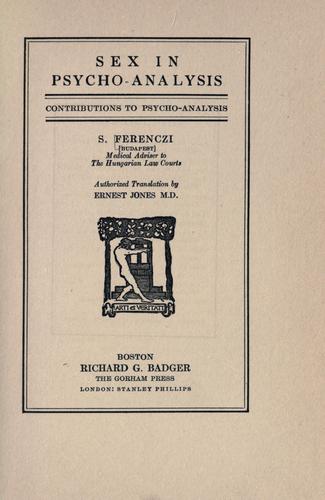 SEX IN
PSYCHO-ANALYSIS
CONTRIBUTIONS TO PSYCHO-ANALYSIS
S. FERENCZI
[BUDAPEST]
Medical Adviser to
The Hungarian Law Courts
Authorized Translation by
ERNEST JONES M.D.
ARTI et VERITATI
BOSTON
RICHARD G. BADGER
THE GORHAM PRESS
LONDON: STANLEY PHILLIPS